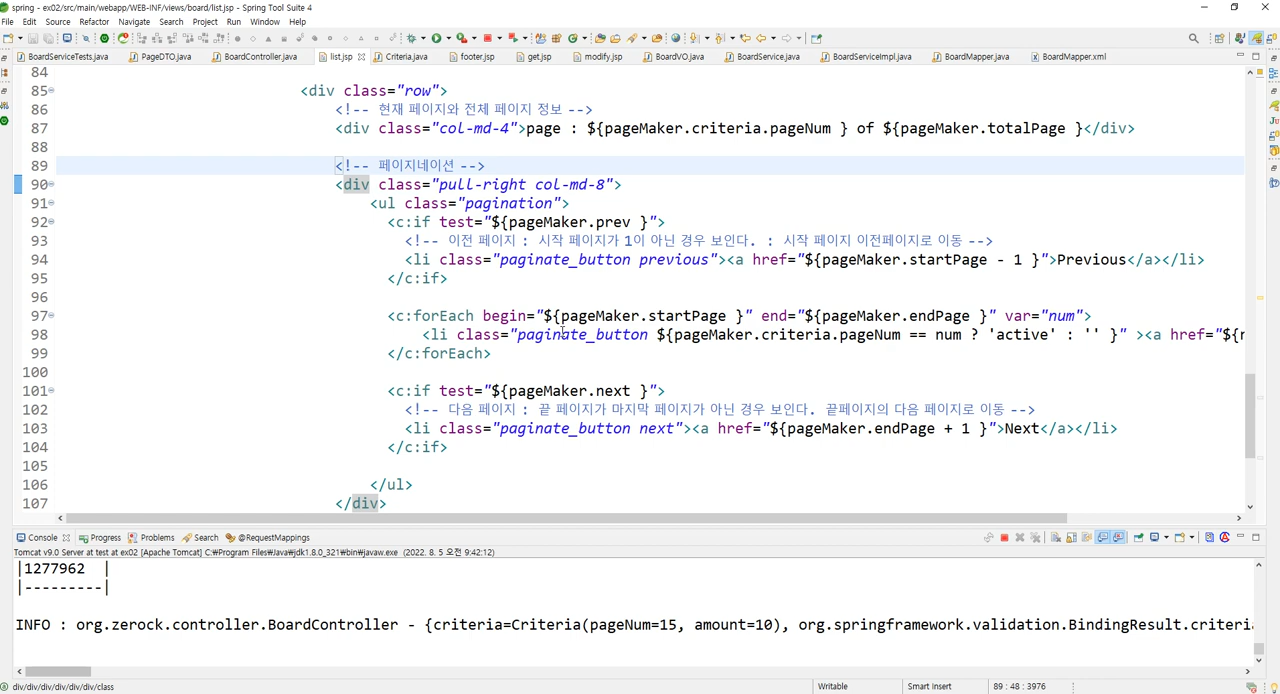 spring - ex02/src/main/webapp/WEB-INF/views/board/list.jsp - Spring Tool Suite 4
File Edit Source Refactor Navigate Search Project Run Window Help
BoardServiceTests.java PageDTO.java BoardController.java list.jsp Criteria.java footer.jsp get.jsp modify.jsp BoardVO.java BoardService.java BoardServiceImpl.java BoardMapper.java BoardMapper.xml
84
85 <div class="row">
86 <!-- 현재 페이지와 전체 페이지 정보 -->
87 <div class="col-md-4">page : ${pageMaker.criteria.pageNum } of ${pageMaker.totalPage }</div>
88
89 <!-- 페이지네이션 -->
90 <div class="pull-right col-md-8">
91 <ul class="pagination">
92 <c:if test="${pageMaker.prev }">
93 <!-- 이전 페이지 : 시작 페이지가 1이 아닌 경우 보인다. : 시작 페이지 이전페이지로 이동 -->
94 <li class="paginate_button previous"><a href="${pageMaker.startPage - 1 }">Previous</a></li>
95 </c:if>
96
97 <c:forEach begin="${pageMaker.startPage }" end="${pageMaker.endPage }" var="num">
98 <li class="paginate_button ${pageMaker.criteria.pageNum == num ? 'active' : '' }" ><a href="${
99 </c:forEach>
100
101 <c:if test="${pageMaker.next }">
102 <!-- 다음 페이지 : 끝 페이지가 마지막 페이지가 아닌 경우 보인다. 끝페이지의 다음 페이지로 이동 -->
103 <li class="paginate_button next"><a href="${pageMaker.endPage + 1 }">Next</a></li>
104 </c:if>
105
106 </ul>
107 </div>
Console Progress Problems Search @RequestMappings
Tomcat v9.0 Server at test at ex02 [Apache Tomcat] C:₩Program Files₩Java₩jdk1.8.0_321₩bin₩javaw.exe (2022. 8. 5 오전 9:42:12)
|1277962 |
|---------|
INFO : org.zerock.controller.BoardController - {criteria=Criteria(pageNum=15, amount=10), org.springframework.validation.BindingResult.criteria
div/div/div/div/div/div/class Writable Smart Insert 89 : 48 : 3976